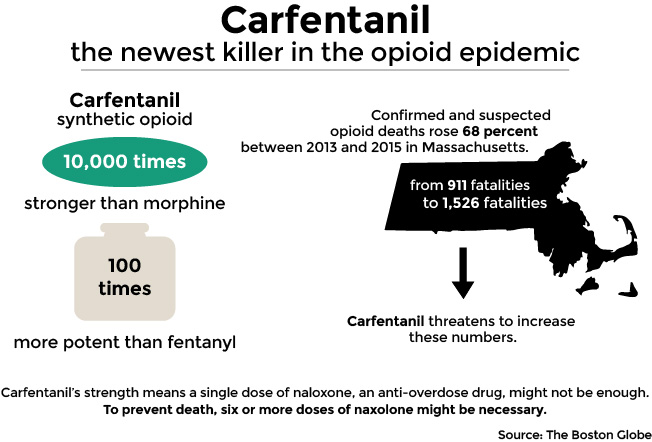 Carfentanil
the newest killer in the opioid epidemic
Carfentanil
synthetic opioid
10,000 times
stronger than morphine
100
times
more potent than fentanyl
Confirmed and suspected
opioid deaths rose 68 percent
between 2013 and 2015 in Massachusetts.
from 911 fatalities
to 1,526 fatalities
Carfentanil threatens to increase
these numbers.
Carfentanil’s strength means a single dose of naloxone, an anti-overdose drug, might not be enough.
To prevent death, six or more doses of naxolone might be necessary.
Source: The Boston Globe